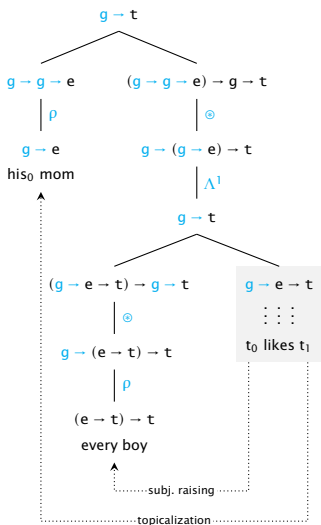 g → t
g → g → e (g → g → e) → g → t
ρ ⊛
g → e g → (g → e) → t
his₀ mom Λ¹
g → t
(g → e → t) → g → t g → e → t
⊛ ⋮ ⋮ ⋮
g → (e → t) → t t₀ likes t₁
ρ
(e → t) → t
every boy
subj. raising
topicalization